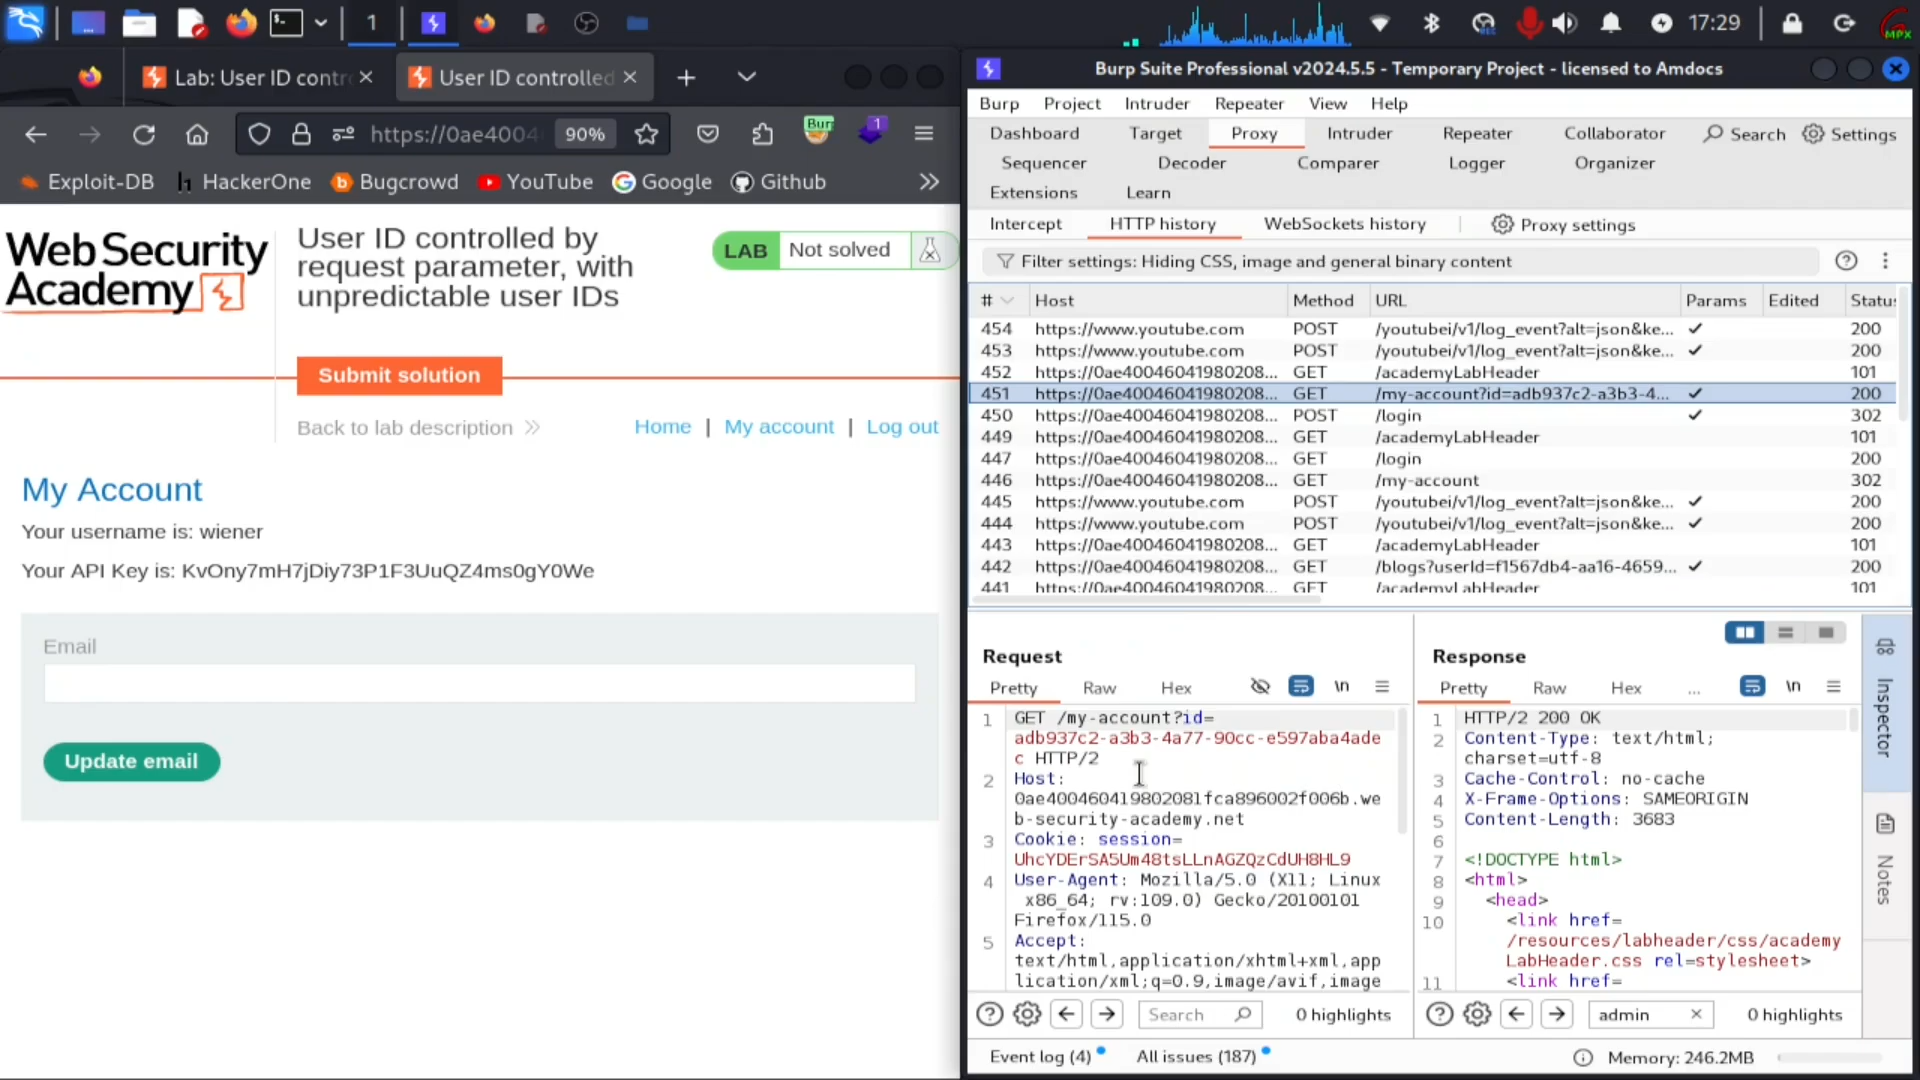 1
17:29
MPX
Lab: User ID contr
User ID controlled
Burp Suite Professional v2024.5.5 - Temporary Project - licensed to Amdocs
https://0ae4004
90%
Bur
1
Exploit-DB
HackerOne
Bugcrowd
YouTube
Google
Github
Web Security
Academy
User ID controlled by
request parameter, with
unpredictable user IDs
LAB
Not solved
Submit solution
Back to lab description
Home | My account | Log out
My Account
Your username is: wiener
Your API Key is: KvOny7mH7jDiy73P1F3UuQZ4ms0gY0We
Email
Update email
Burp Project Intruder Repeater View Help
Dashboard Target Proxy Intruder Repeater Collaborator Search Settings
Sequencer Decoder Comparer Logger Organizer
Extensions Learn
Intercept HTTP history WebSockets history Proxy settings
Filter settings: Hiding CSS, image and general binary content
# Host Method URL Params Edited Status
454 https://www.youtube.com POST /youtubei/v1/log_event?alt=json&ke... ✓ 200
453 https://www.youtube.com POST /youtubei/v1/log_event?alt=json&ke... ✓ 200
452 https://0ae40046041980208... GET /academyLabHeader 101
451 https://0ae40046041980208... GET /my-account?id=adb937c2-a3b3-4... ✓ 200
450 https://0ae40046041980208... POST /login ✓ 302
449 https://0ae40046041980208... GET /academyLabHeader 101
447 https://0ae40046041980208... GET /login 200
446 https://0ae40046041980208... GET /my-account 302
445 https://www.youtube.com POST /youtubei/v1/log_event?alt=json&ke... ✓ 200
444 https://www.youtube.com POST /youtubei/v1/log_event?alt=json&ke... ✓ 200
443 https://0ae40046041980208... GET /academyLabHeader 101
442 https://0ae40046041980208... GET /blogs?userId=f1567db4-aa16-4659... ✓ 200
441 https://0ae40046041980208... GET /academyLabHeader 101
Request
Pretty Raw Hex \n
1 GET /my-account?id=
adb937c2-a3b3-4a77-90cc-e597aba4ade
c HTTP/2
2 Host:
0ae400460419802081fca896002f006b.we
b-security-academy.net
3 Cookie: session=
UhcYDErSA5Um48tsLLnAGZQzCdUH8HL9
4 User-Agent: Mozilla/5.0 (X11; Linux
x86_64; rv:109.0) Gecko/20100101
Firefox/115.0
5 Accept:
text/html,application/xhtml+xml,app
lication/xml;q=0.9,image/avif,image
Search
0 highlights
Response
Pretty Raw Hex ... \n
1 HTTP/2 200 OK
2 Content-Type: text/html;
charset=utf-8
3 Cache-Control: no-cache
4 X-Frame-Options: SAMEORIGIN
5 Content-Length: 3683
6
7 <!DOCTYPE html>
8 <html>
9 <head>
10 <link href=
/resources/labheader/css/academy
LabHeader.css rel=stylesheet>
11 <link href=
admin
0 highlights
Inspector
Notes
Event log (4)
All issues (187)
Memory: 246.2MB